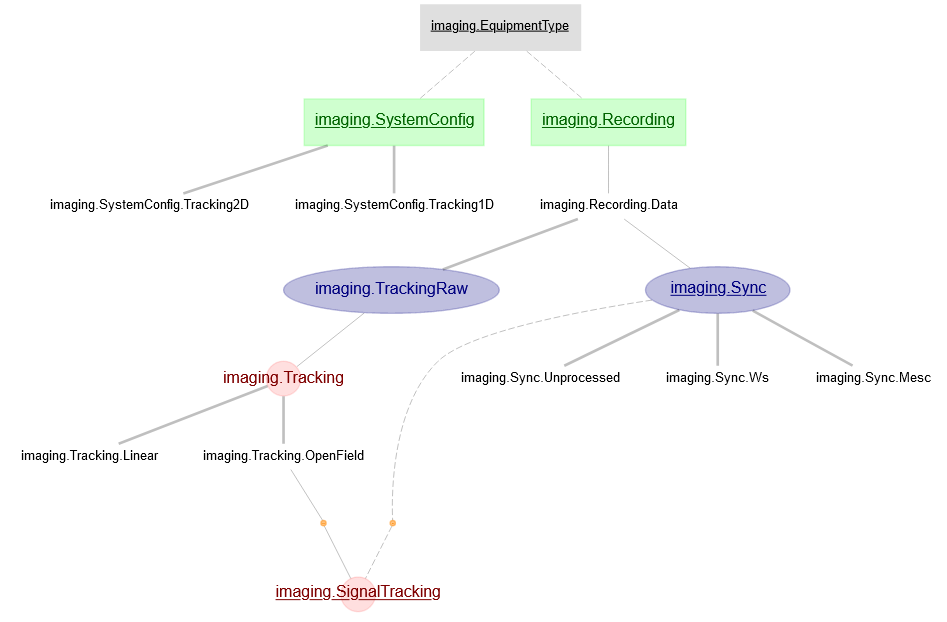 imaging.EquipmentType
imaging.SystemConfig
imaging.Recording
imaging.SystemConfig.Tracking2D
imaging.SystemConfig.Tracking1D
imaging.Recording.Data
imaging.TrackingRaw
imaging.Sync
imaging.Tracking
imaging.Sync.Unprocessed
imaging.Sync.Ws
imaging.Sync.Mesc
imaging.Tracking.Linear
imaging.Tracking.OpenField
imaging.SignalTracking